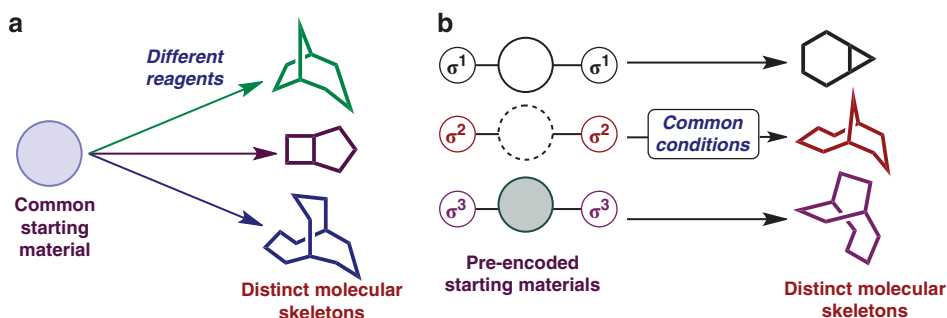 a
Different
reagents
Common
starting
material
Distinct molecular
skeletons
b
σ¹ σ¹
σ² σ²
Common
conditions
σ³ σ³
Pre-encoded
starting materials
Distinct molecular
skeletons